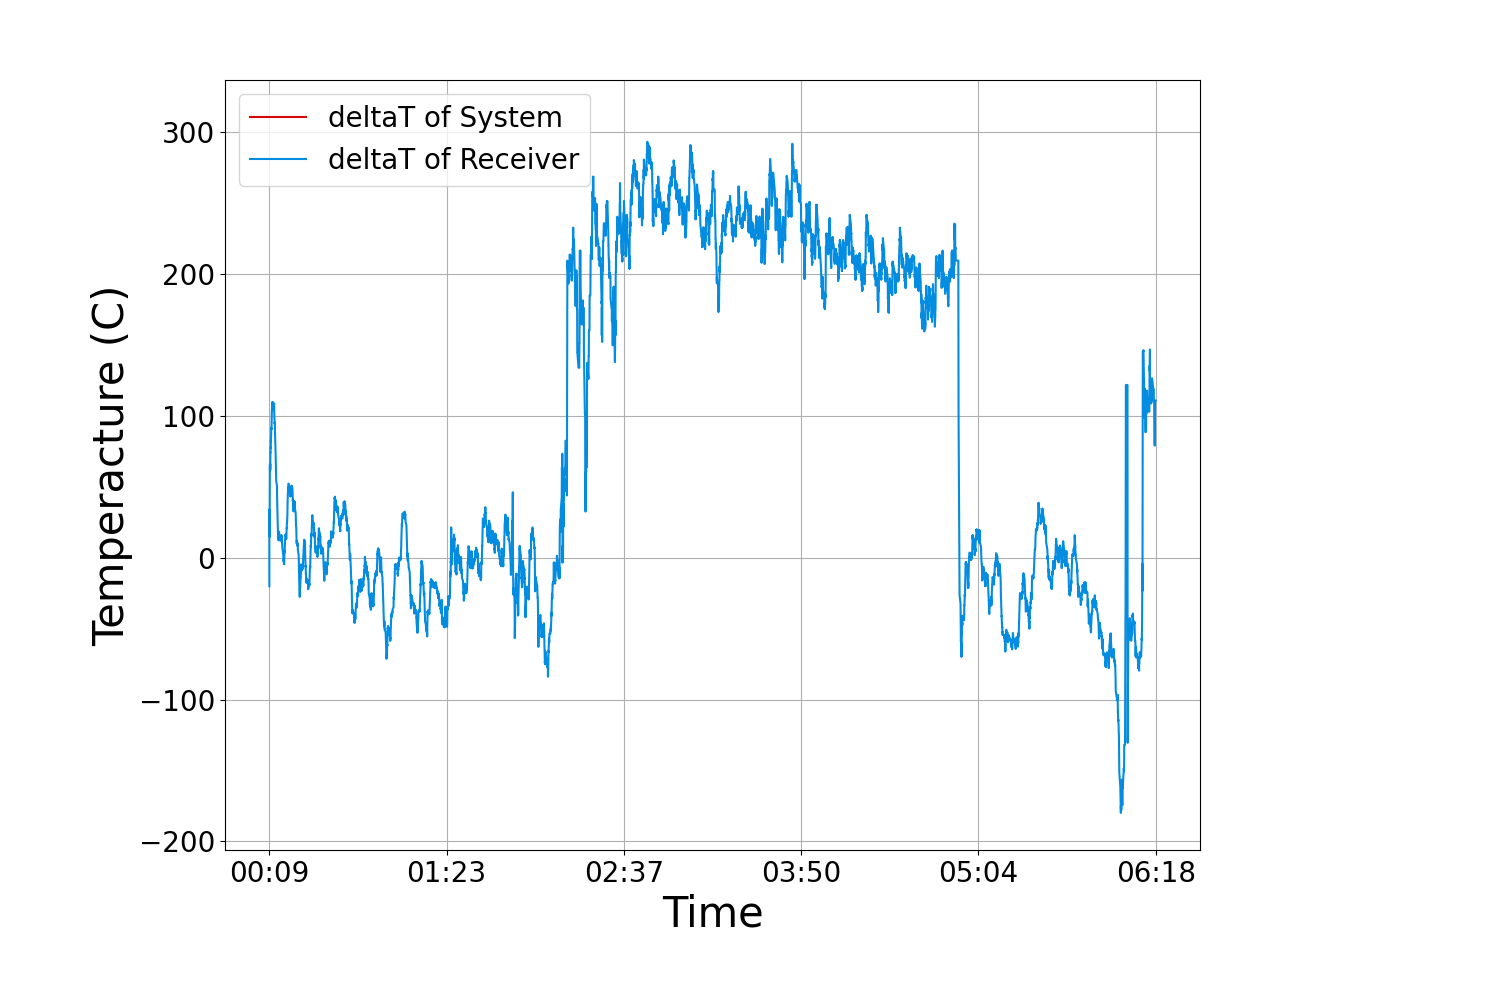 deltaT of System
deltaT of Receiver
300
200
100
0
−100
−200
Temperacture (C)
00:09 01:23 02:37 03:50 05:04 06:18
Time